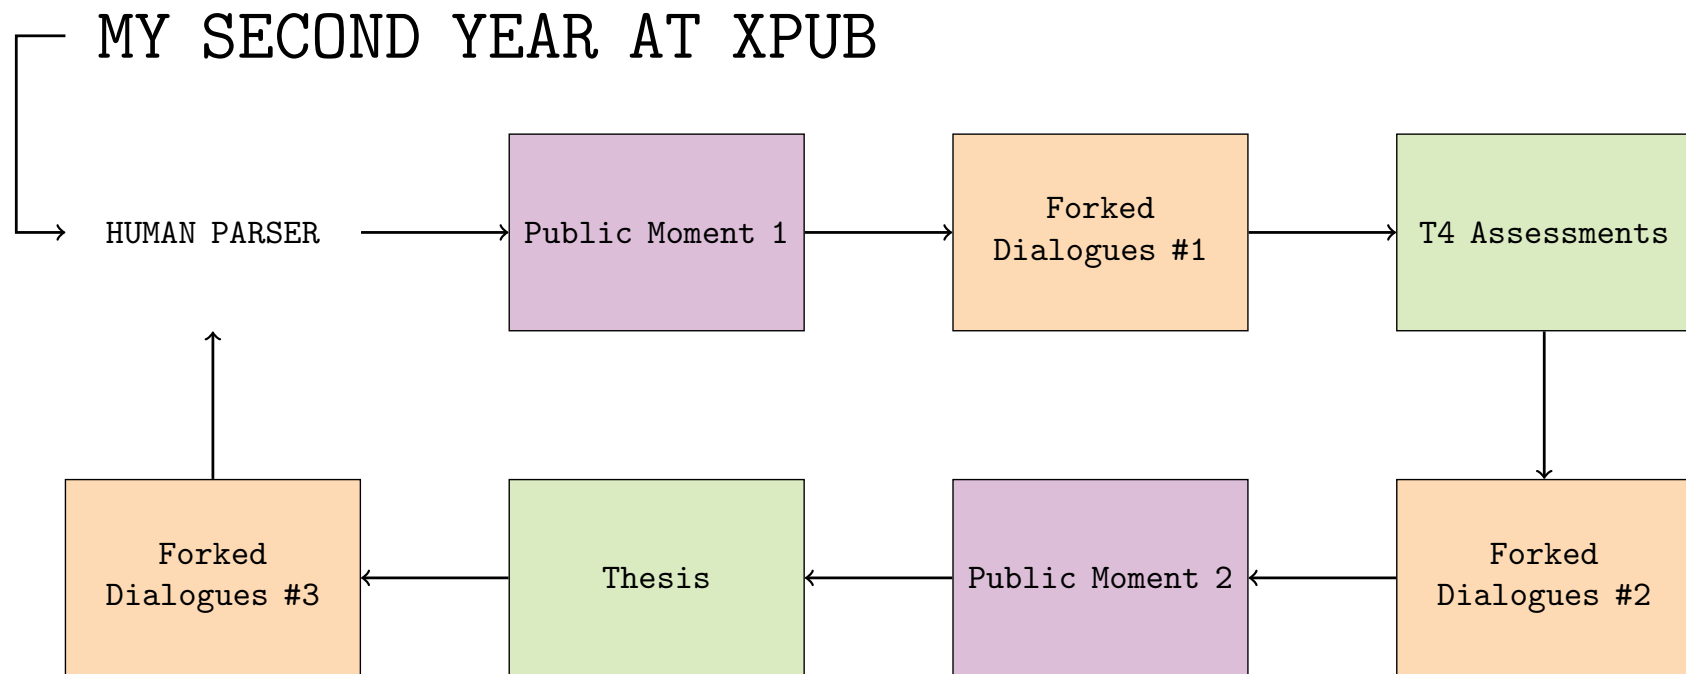 MY SECOND YEAR AT XPUB
HUMAN PARSER
Public Moment 1
Forked
Dialogues #1
T4 Assessments
Forked
Dialogues #2
Public Moment 2
Thesis
Forked
Dialogues #3